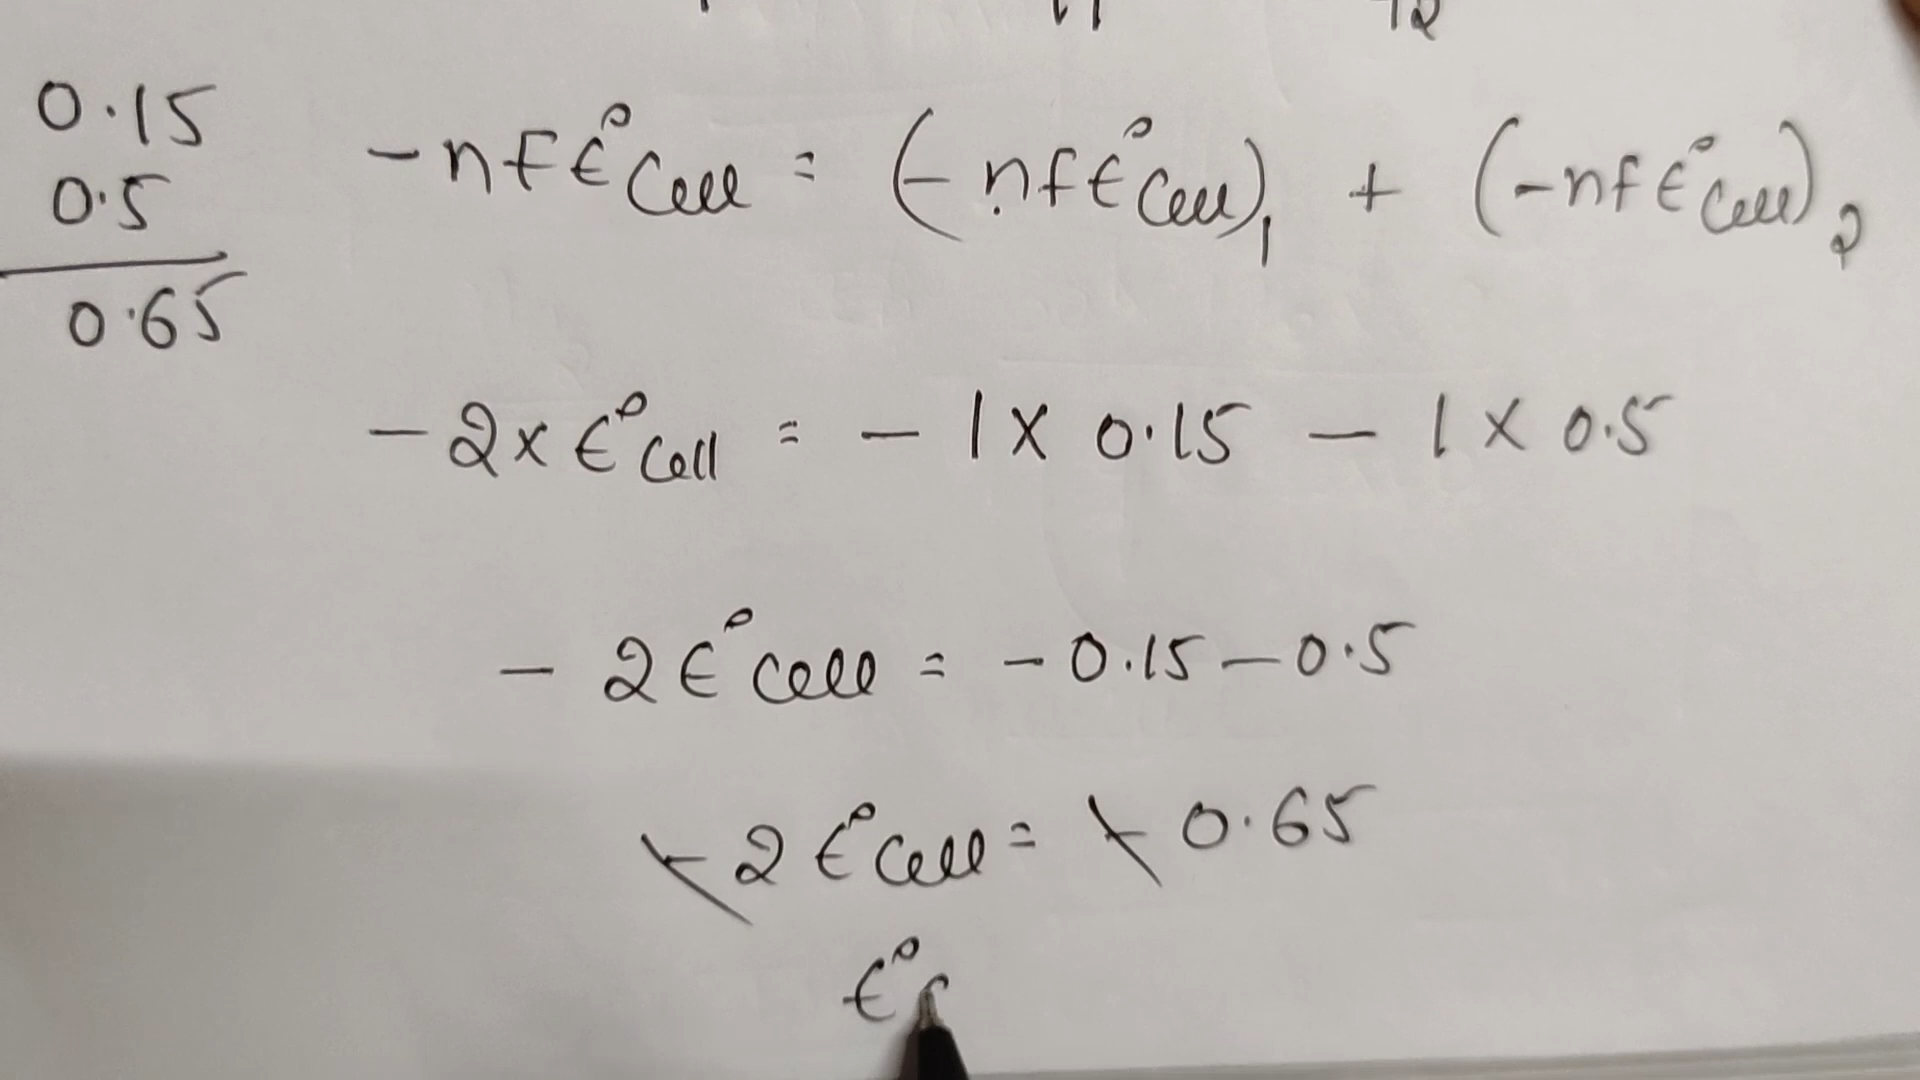 0.15
0.5
0.65
-nFE°cell = (-nfE°cell)₁ + (-nfE°cell)₂
-2×E°cell = -1×0.15 - 1×0.5
-2E°cell = -0.15-0.5
-2E°cell = -0.65
E°